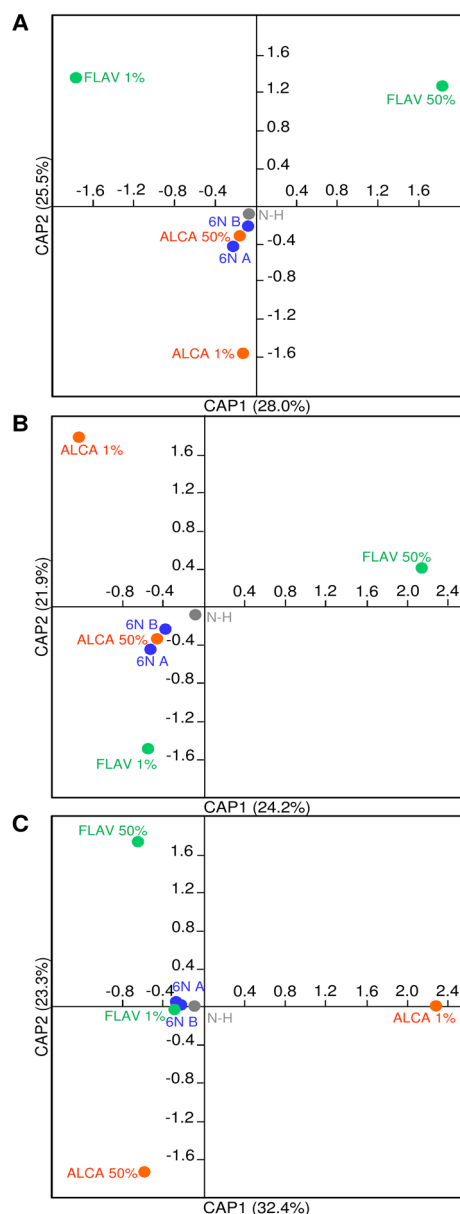 A
1.6
FLAV 1%
1.2
FLAV 50%
0.8
0.4
CAP2 (25.5%)
-1.6 -1.2 -0.8 -0.4 0.4 0.8 1.2 1.6
N-H
6N B
ALCA 50%
-0.4
6N A
-0.8
-1.2
ALCA 1%
-1.6
CAP1 (28.0%)
B
ALCA 1%
1.6
1.2
0.8
FLAV 50%
0.4
CAP2 (21.9%)
-0.8 -0.4 0.4 0.8 1.2 1.6 2.0 2.4
N-H
6N B
ALCA 50%
-0.4
6N A
-0.8
-1.2
FLAV 1%
-1.6
CAP1 (24.2%)
C
FLAV 50%
1.6
1.2
0.8
0.4
CAP2 (23.3%)
6N A
-0.8 -0.4 0.4 0.8 1.2 1.6 2.0 2.4
FLAV 1%
6N B
N-H
ALCA 1%
-0.4
-0.8
-1.2
-1.6
ALCA 50%
CAP1 (32.4%)